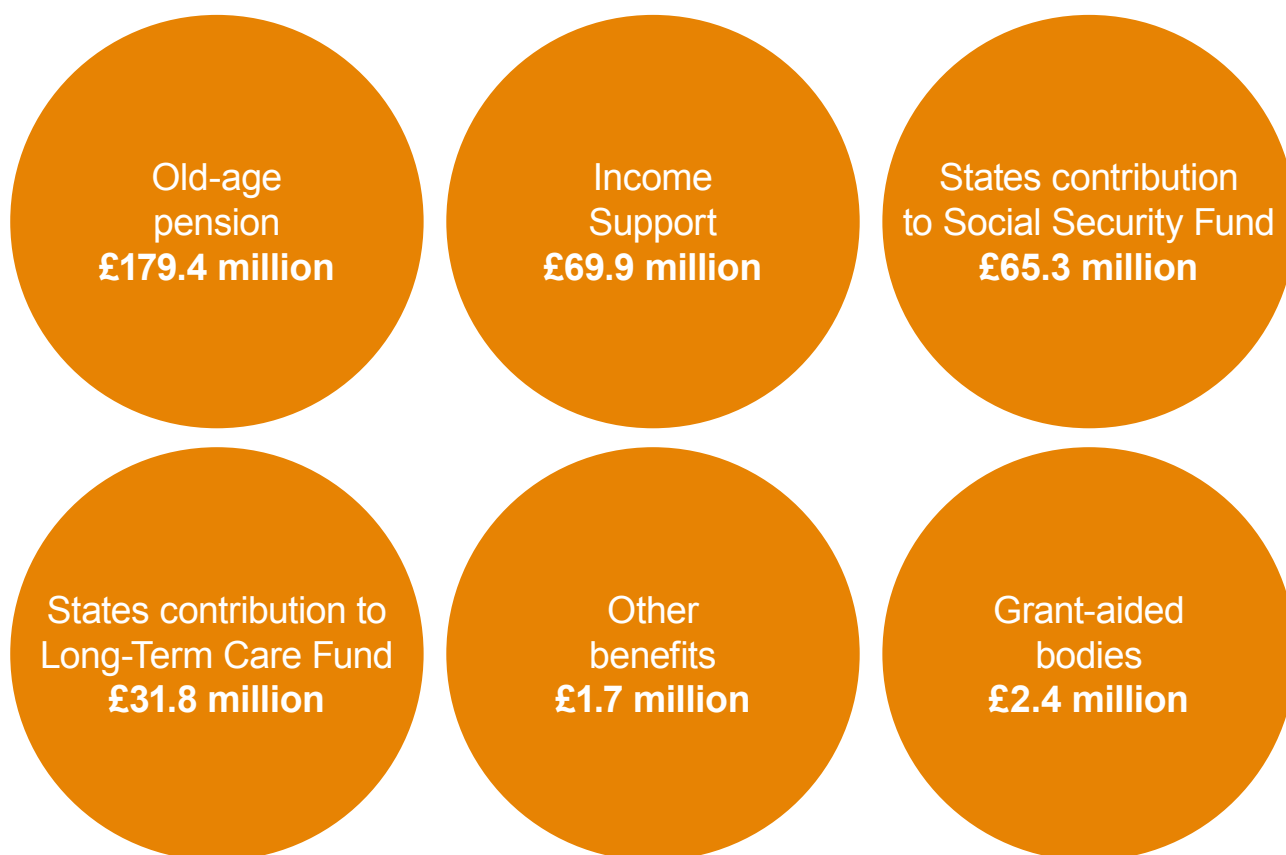 Old-age
pension
£179.4 million
Income
Support
£69.9 million
States contribution
to Social Security Fund
£65.3 million
States contribution to
Long-Term Care Fund
£31.8 million
Other
benefits
£1.7 million
Grant-aided
bodies
£2.4 million